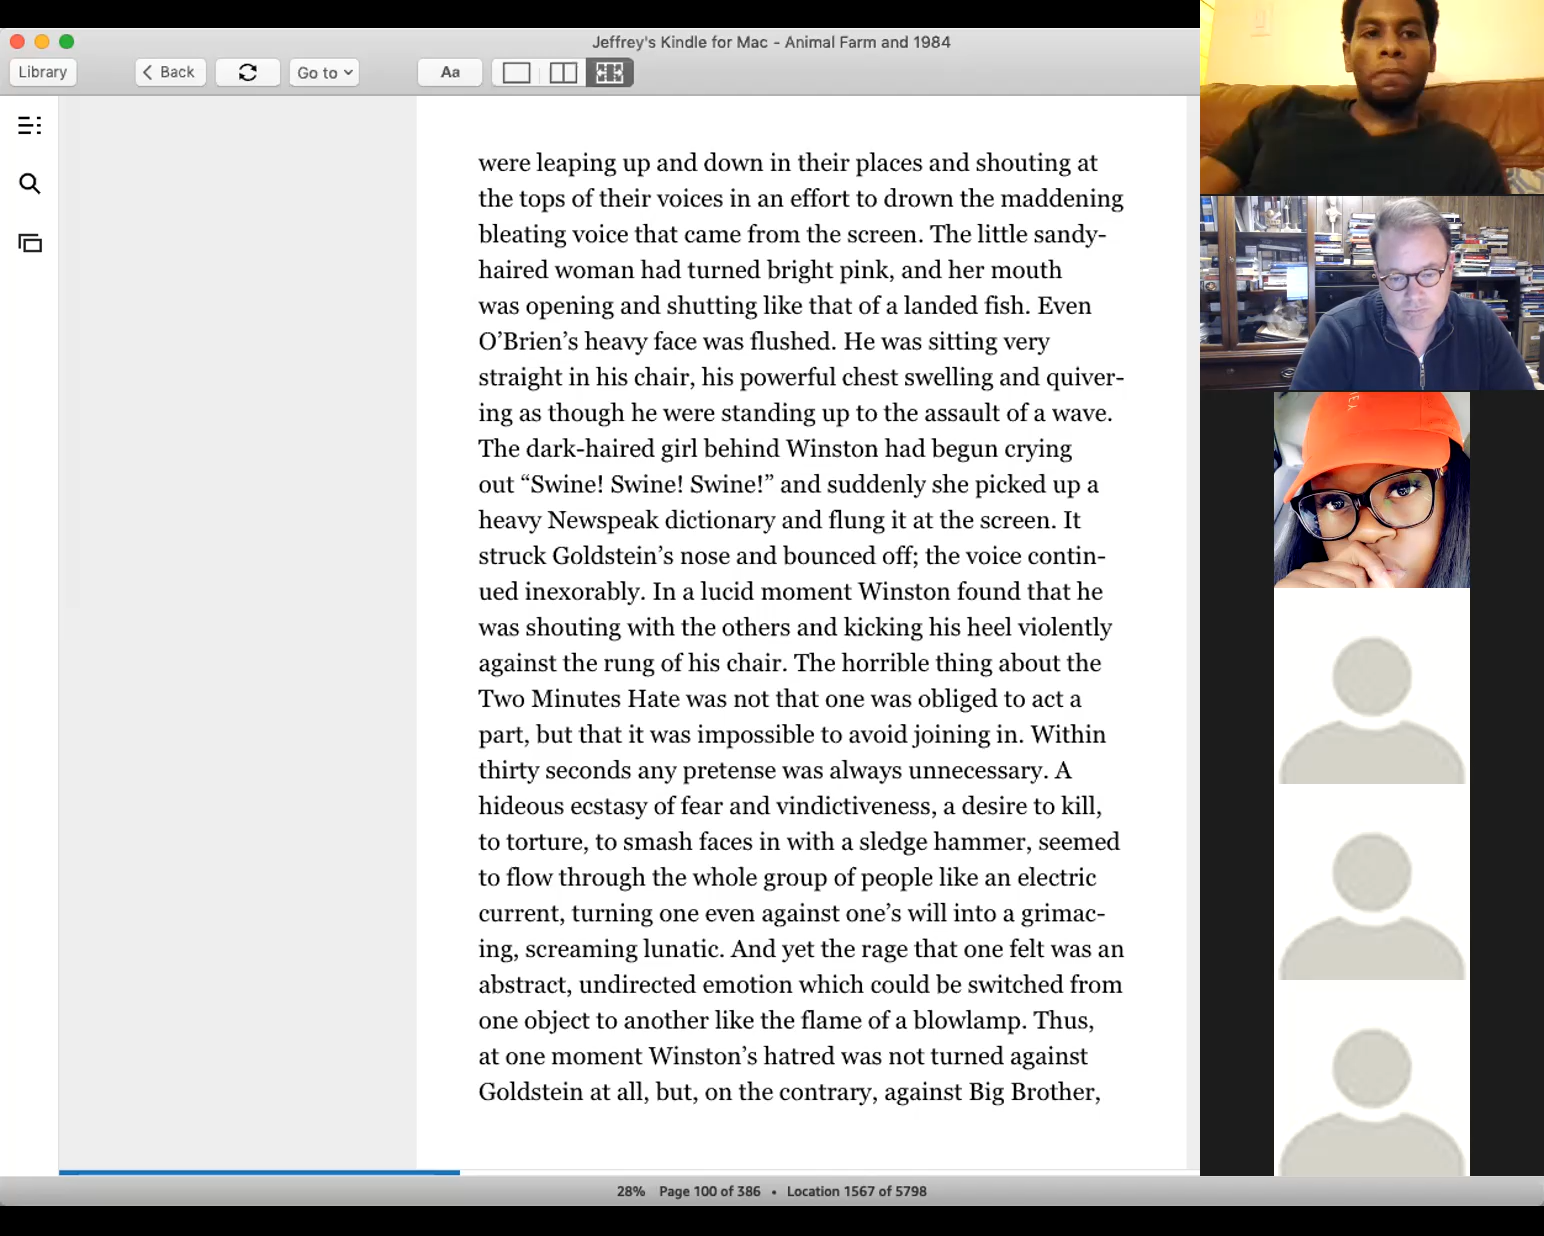 Jeffrey's Kindle for Mac - Animal Farm and 1984
Library
Back
Go to
Aa
were leaping up and down in their places and shouting at
the tops of their voices in an effort to drown the maddening
bleating voice that came from the screen. The little sandy-
haired woman had turned bright pink, and her mouth
was opening and shutting like that of a landed fish. Even
O’Brien’s heavy face was flushed. He was sitting very
straight in his chair, his powerful chest swelling and quiver-
ing as though he were standing up to the assault of a wave.
The dark-haired girl behind Winston had begun crying
out “Swine! Swine! Swine!” and suddenly she picked up a
heavy Newspeak dictionary and flung it at the screen. It
struck Goldstein’s nose and bounced off; the voice contin-
ued inexorably. In a lucid moment Winston found that he
was shouting with the others and kicking his heel violently
against the rung of his chair. The horrible thing about the
Two Minutes Hate was not that one was obliged to act a
part, but that it was impossible to avoid joining in. Within
thirty seconds any pretense was always unnecessary. A
hideous ecstasy of fear and vindictiveness, a desire to kill,
to torture, to smash faces in with a sledge hammer, seemed
to flow through the whole group of people like an electric
current, turning one even against one’s will into a grimac-
ing, screaming lunatic. And yet the rage that one felt was an
abstract, undirected emotion which could be switched from
one object to another like the flame of a blowlamp. Thus,
at one moment Winston’s hatred was not turned against
Goldstein at all, but, on the contrary, against Big Brother,
28% Page 100 of 386 • Location 1567 of 5798